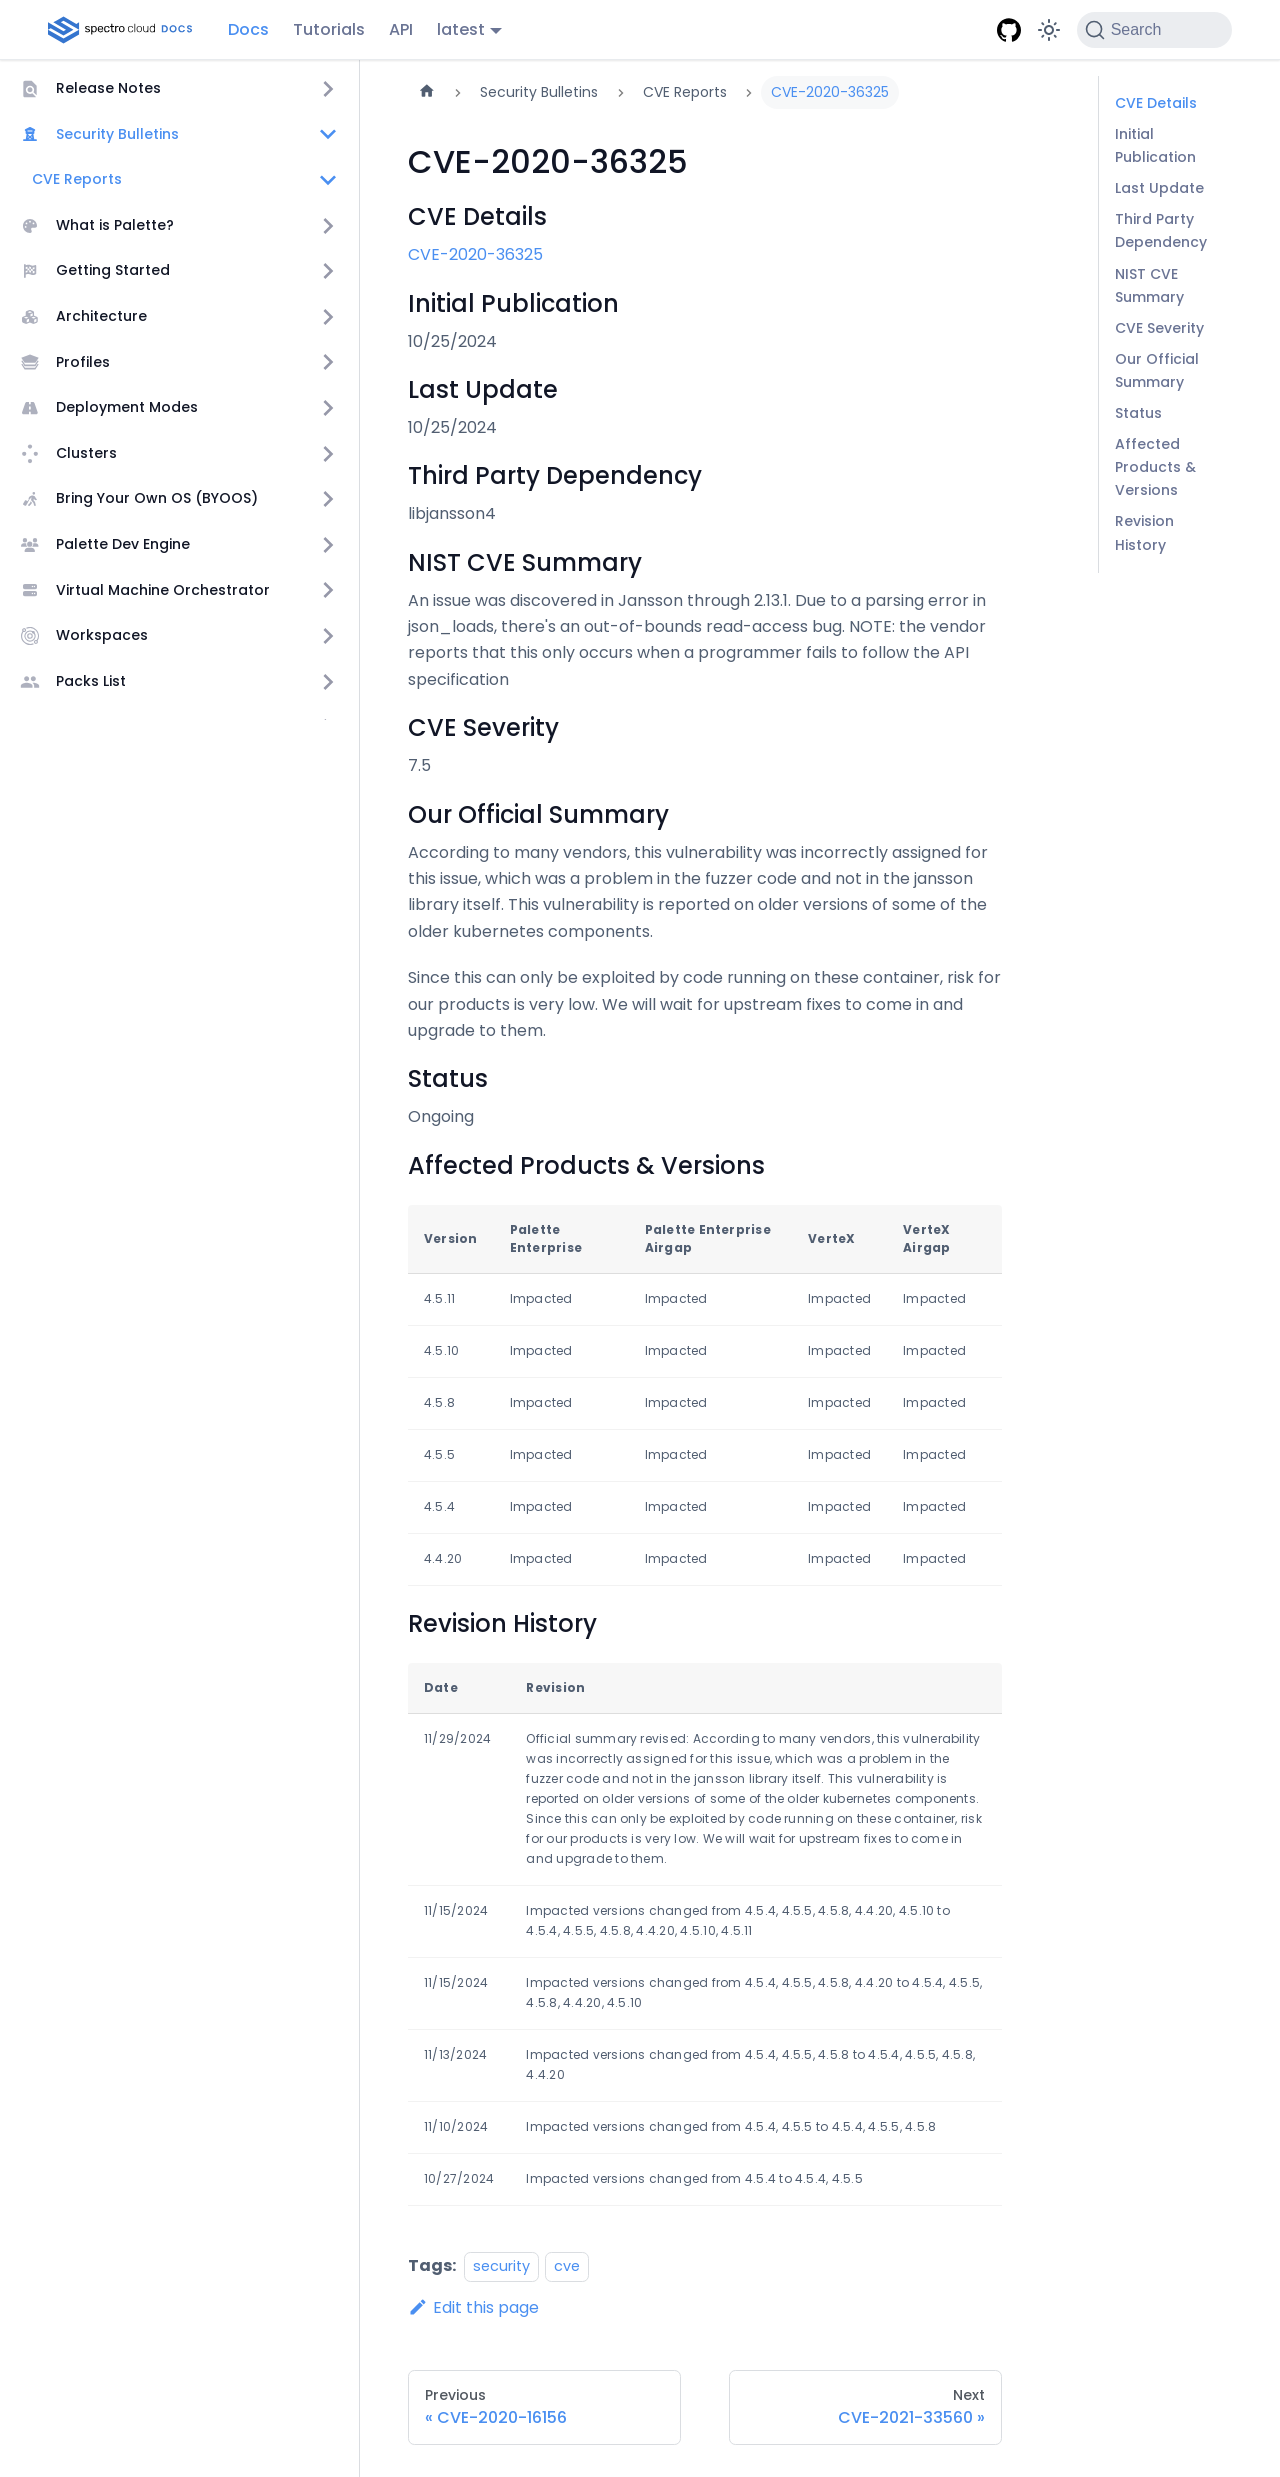 spectro cloud DOCS
Docs
Tutorials
API
latest
Search
Release Notes
Security Bulletins
CVE Reports
What is Palette?
Getting Started
Architecture
Profiles
Deployment Modes
Clusters
Bring Your Own OS (BYOOS)
Palette Dev Engine
Virtual Machine Orchestrator
Workspaces
Packs List
Security Bulletins
CVE Reports
CVE-2020-36325
CVE-2020-36325
CVE Details
CVE-2020-36325
Initial Publication
10/25/2024
Last Update
10/25/2024
Third Party Dependency
libjansson4
NIST CVE Summary
An issue was discovered in Jansson through 2.13.1. Due to a parsing error in
json_loads, there's an out-of-bounds read-access bug. NOTE: the vendor
reports that this only occurs when a programmer fails to follow the API
specification
CVE Severity
7.5
Our Official Summary
According to many vendors, this vulnerability was incorrectly assigned for
this issue, which was a problem in the fuzzer code and not in the jansson
library itself. This vulnerability is reported on older versions of some of the
older kubernetes components.
Since this can only be exploited by code running on these container, risk for
our products is very low. We will wait for upstream fixes to come in and
upgrade to them.
Status
Ongoing
Affected Products & Versions
Version Palette Enterprise Palette Enterprise Airgap VerteX VerteX Airgap
4.5.11 Impacted Impacted Impacted Impacted
4.5.10 Impacted Impacted Impacted Impacted
4.5.8 Impacted Impacted Impacted Impacted
4.5.5 Impacted Impacted Impacted Impacted
4.5.4 Impacted Impacted Impacted Impacted
4.4.20 Impacted Impacted Impacted Impacted
Revision History
Date Revision
11/29/2024 Official summary revised: According to many vendors, this vulnerability
was incorrectly assigned for this issue, which was a problem in the
fuzzer code and not in the jansson library itself. This vulnerability is
reported on older versions of some of the older kubernetes components.
Since this can only be exploited by code running on these container, risk
for our products is very low. We will wait for upstream fixes to come in
and upgrade to them.
11/15/2024 Impacted versions changed from 4.5.4, 4.5.5, 4.5.8, 4.4.20, 4.5.10 to
4.5.4, 4.5.5, 4.5.8, 4.4.20, 4.5.10, 4.5.11
11/15/2024 Impacted versions changed from 4.5.4, 4.5.5, 4.5.8, 4.4.20 to 4.5.4, 4.5.5,
4.5.8, 4.4.20, 4.5.10
11/13/2024 Impacted versions changed from 4.5.4, 4.5.5, 4.5.8 to 4.5.4, 4.5.5, 4.5.8,
4.4.20
11/10/2024 Impacted versions changed from 4.5.4, 4.5.5 to 4.5.4, 4.5.5, 4.5.8
10/27/2024 Impacted versions changed from 4.5.4 to 4.5.4, 4.5.5
Tags: security cve
Edit this page
Previous
« CVE-2020-16156
Next
CVE-2021-33560 »
CVE Details
Initial
Publication
Last Update
Third Party
Dependency
NIST CVE
Summary
CVE Severity
Our Official
Summary
Status
Affected
Products &
Versions
Revision
History